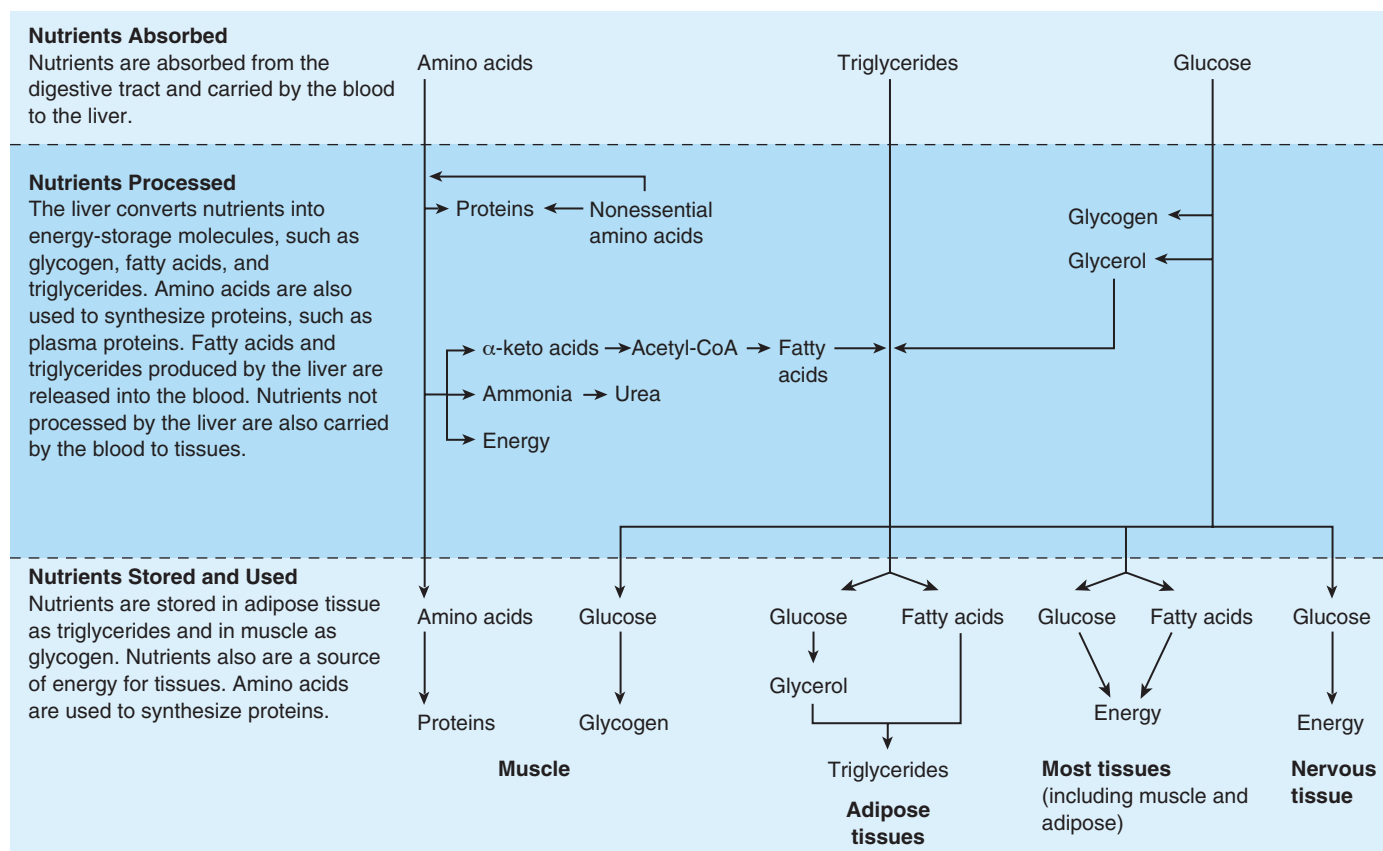 Nutrients Absorbed
Nutrients are absorbed from the
digestive tract and carried by the blood
to the liver.
Amino acids
Triglycerides
Glucose
Nutrients Processed
The liver converts nutrients into
energy-storage molecules, such as
glycogen, fatty acids, and
triglycerides. Amino acids are also
used to synthesize proteins, such as
plasma proteins. Fatty acids and
triglycerides produced by the liver are
released into the blood. Nutrients not
processed by the liver are also carried
by the blood to tissues.
Proteins
Nonessential
amino acids
Glycogen
Glycerol
α-keto acids
Acetyl-CoA
Fatty
acids
Ammonia
Urea
Energy
Nutrients Stored and Used
Nutrients are stored in adipose tissue
as triglycerides and in muscle as
glycogen. Nutrients also are a source
of energy for tissues. Amino acids
are used to synthesize proteins.
Amino acids
Glucose
Glucose
Fatty acids
Glucose
Fatty acids
Glucose
Glycerol
Proteins
Glycogen
Energy
Energy
Triglycerides
Muscle
Adipose
tissues
Most tissues
(including muscle and
adipose)
Nervous
tissue